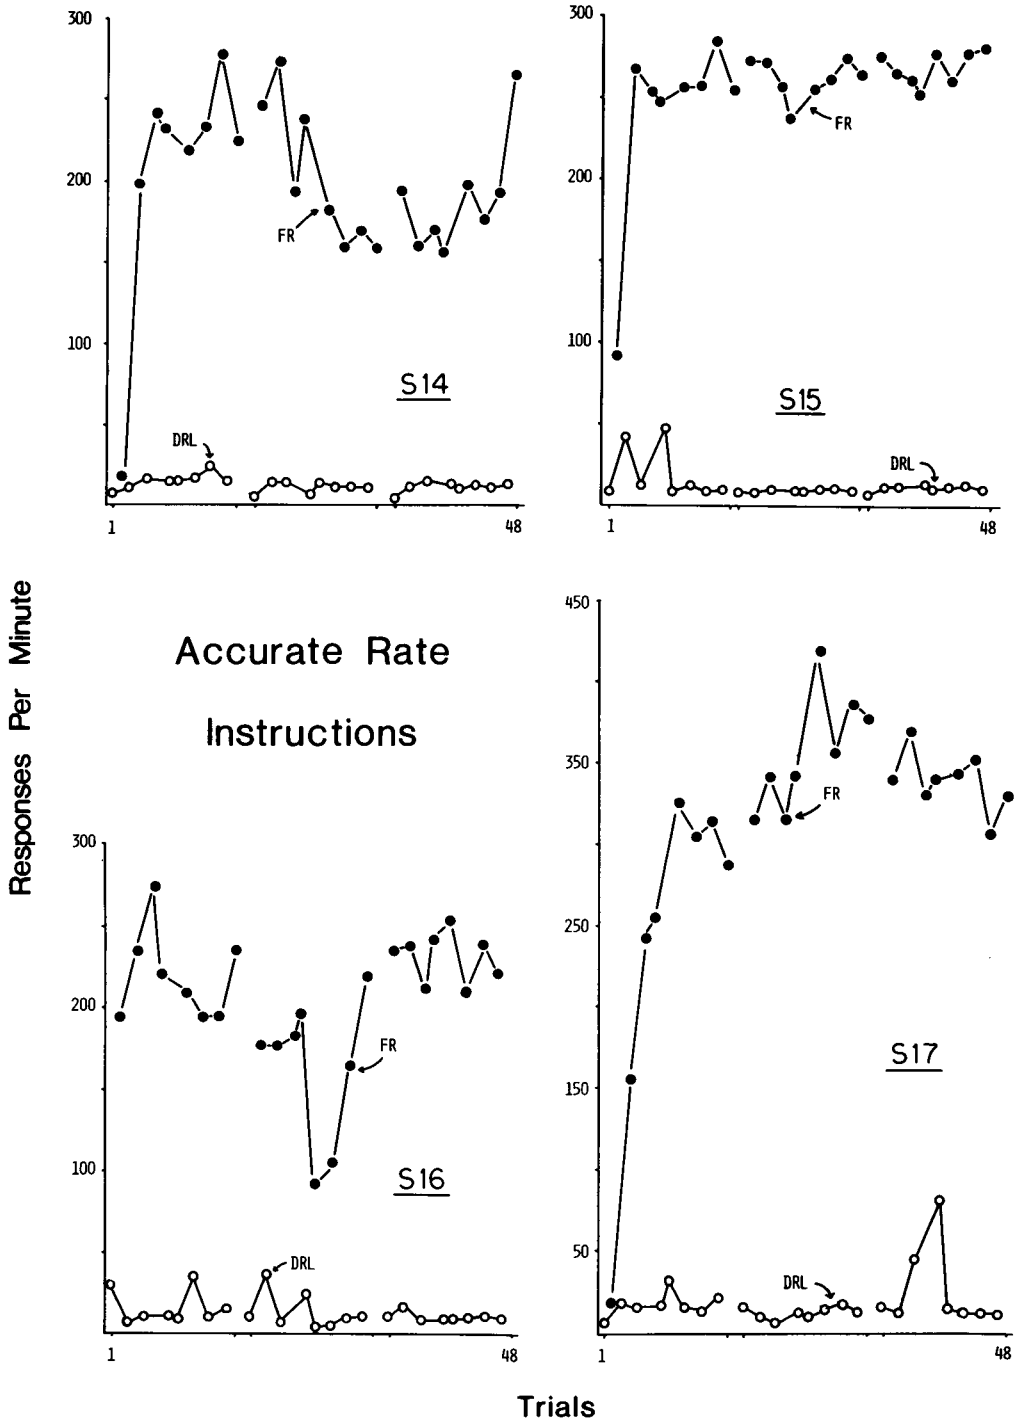 300
200
100
FR
S14
DRL
1
48
300
200
100
FR
S15
DRL
1
48
Responses Per Minute
Accurate Rate
Instructions
300
200
100
FR
S16
DRL
1
48
450
350
250
150
50
FR
S17
DRL
1
48
Trials